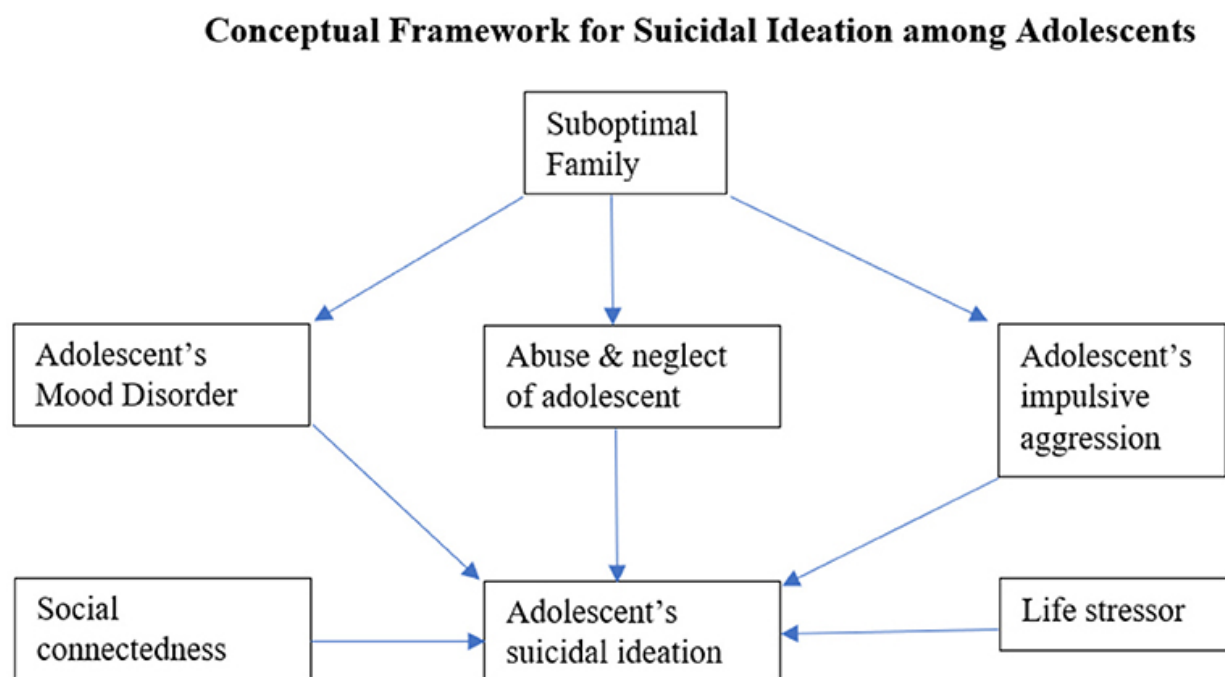 Conceptual Framework for Suicidal Ideation among Adolescents
Suboptimal
Family
Adolescent’s
Mood Disorder
Abuse & neglect
of adolescent
Adolescent’s
impulsive
aggression
Social
connectedness
Adolescent’s
suicidal ideation
Life stressor